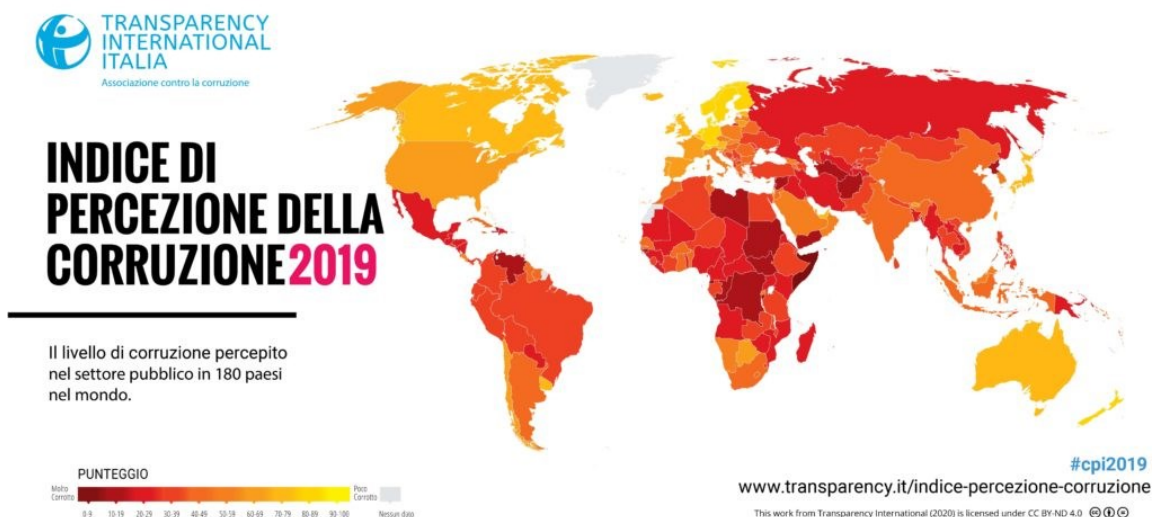 TRANSPARENCY
INTERNATIONAL
ITALIA
Associazione contro la corruzione
INDICE DI
PERCEZIONE DELLA
CORRUZIONE 2019
Il livello di corruzione percepito
nel settore pubblico in 180 paesi
nel mondo.
PUNTEGGIO
Molto
Corrotto
Poco
Corrotto
0-9 10-19 20-29 30-39 40-49 50-59 60-69 70-79 80-89 90-100 Nessun dato
#cpi2019
www.transparency.it/indice-percezione-corruzione
This work from Transparency International (2020) is licensed under CC BY-ND 4.0